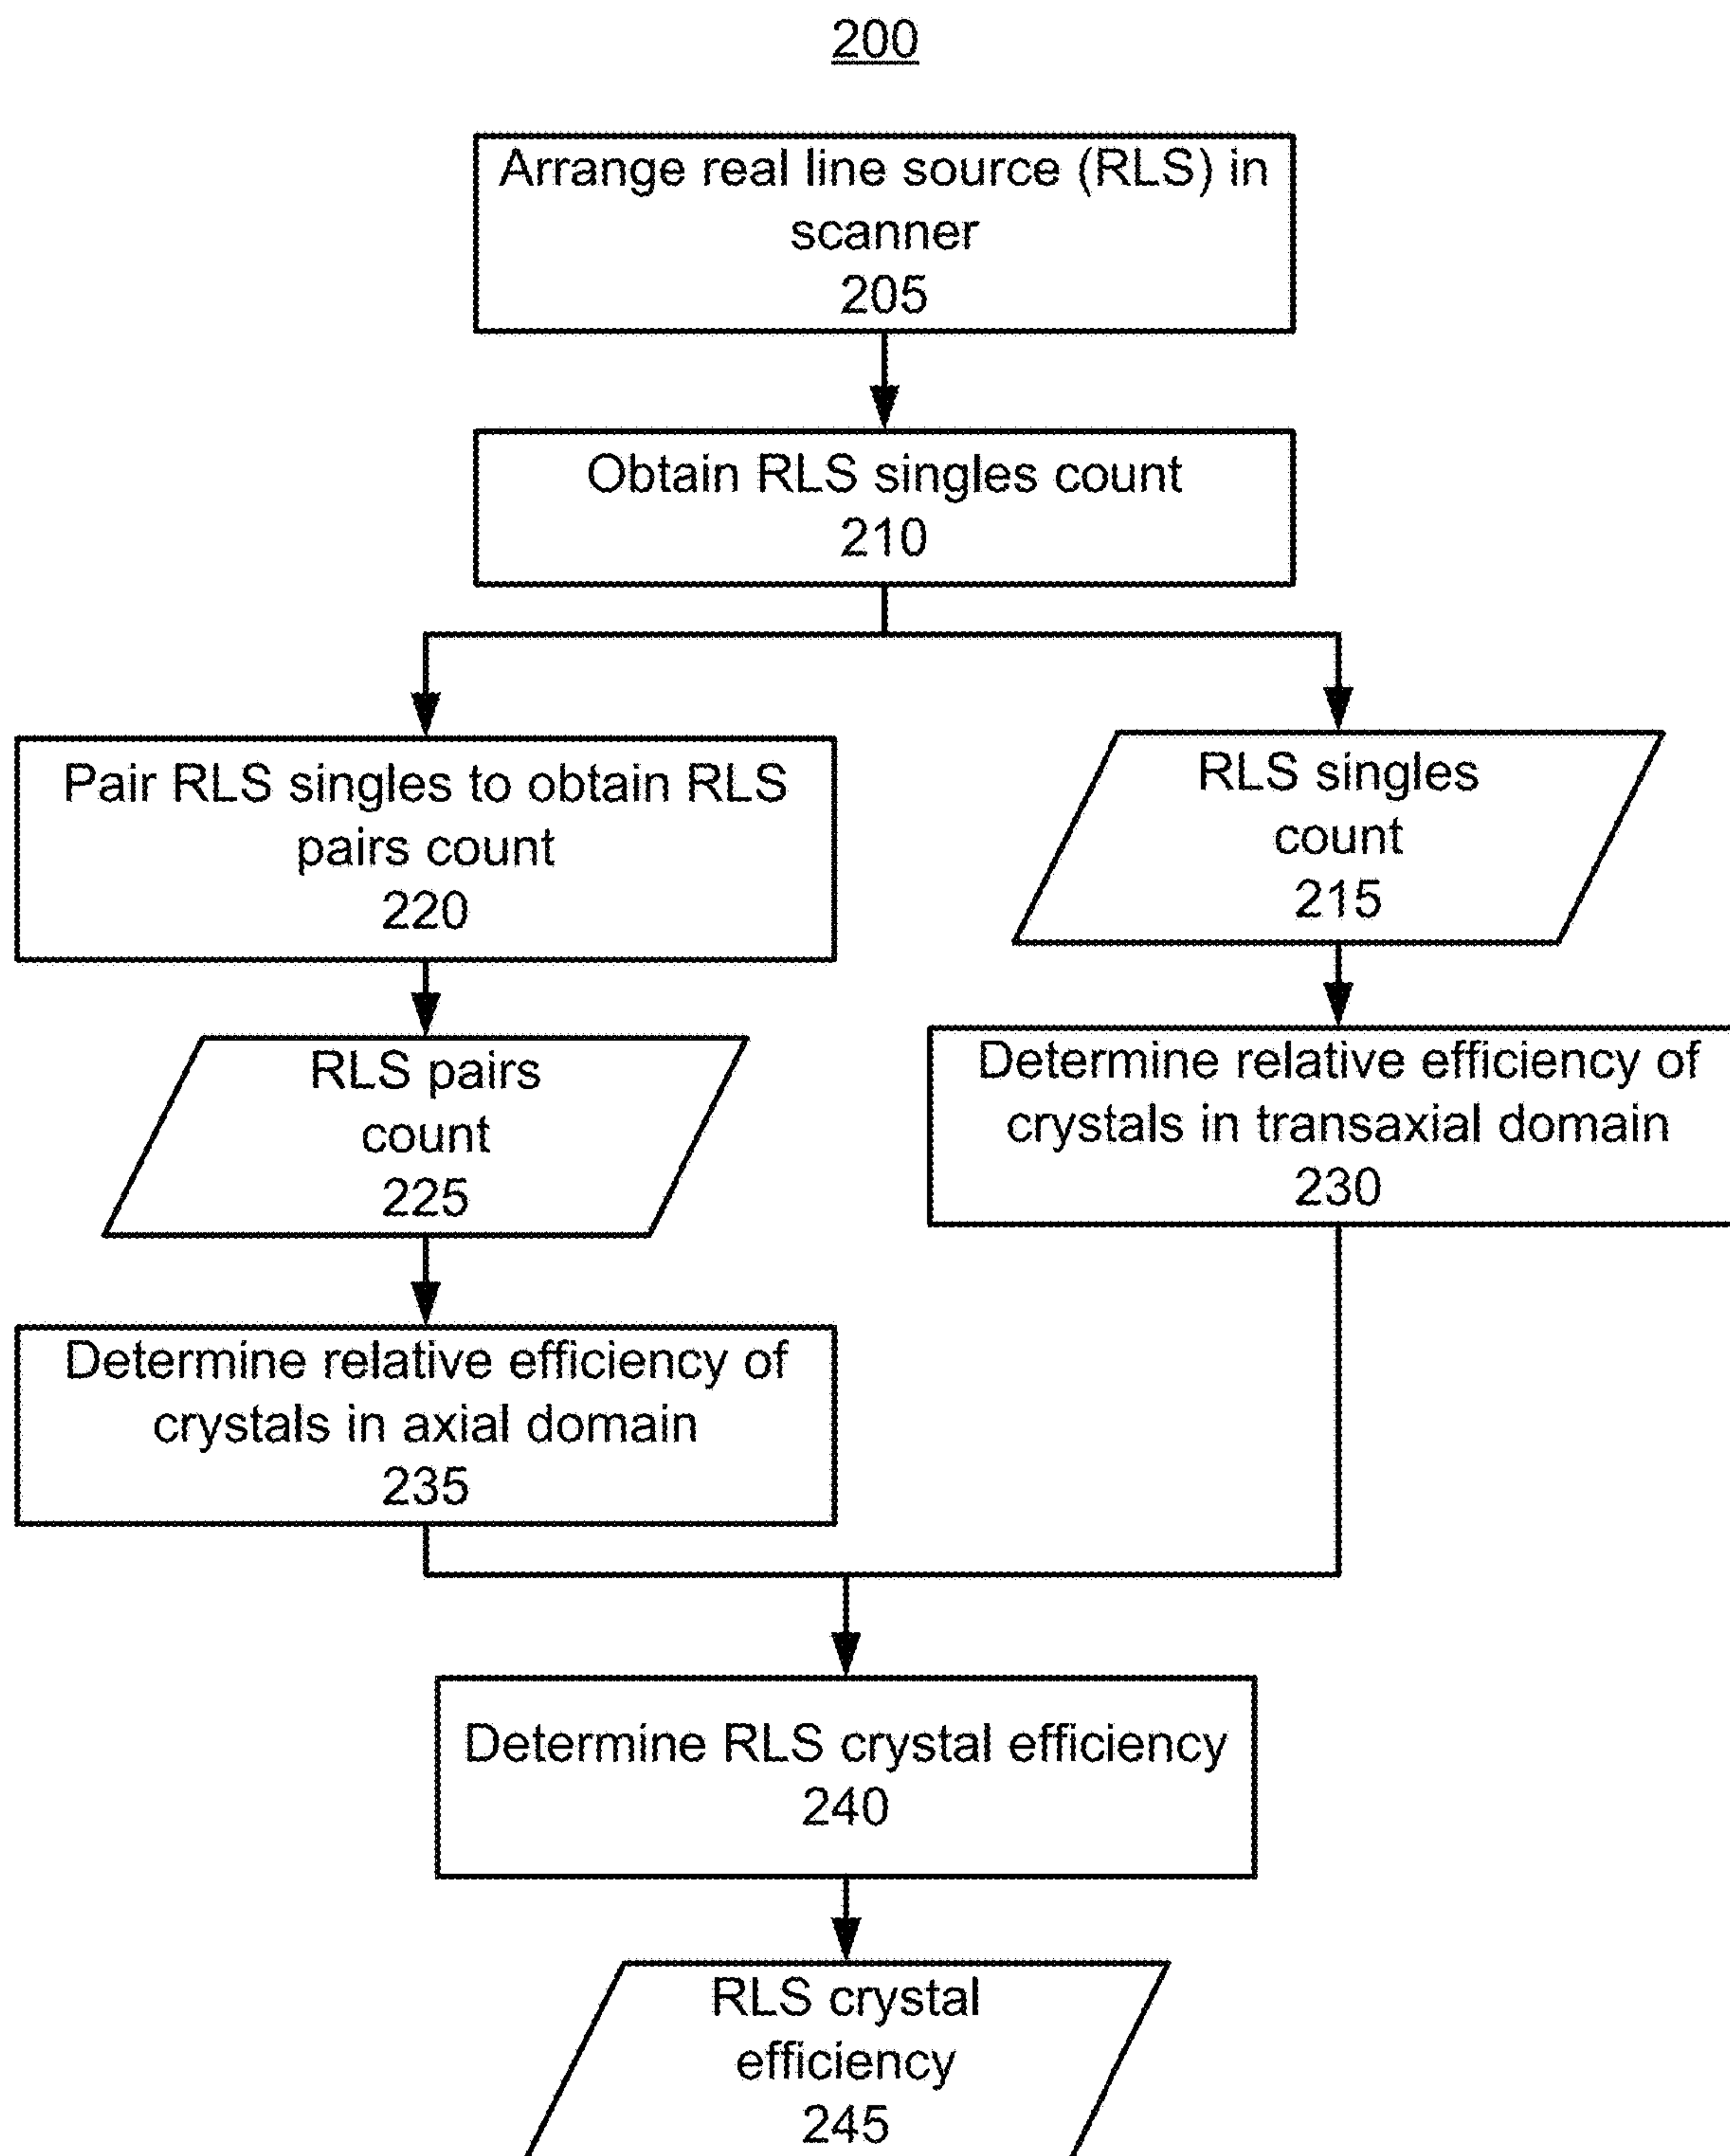 200
Arrange real line source (RLS) in
scanner
205
Obtain RLS singles count
210
Pair RLS singles to obtain RLS
pairs count
220
RLS singles
count
215
RLS pairs
count
225
Determine relative efficiency of
crystals in transaxial domain
230
Determine relative efficiency of
crystals in axial domain
235
Determine RLS crystal efficiency
240
RLS crystal
efficiency
245